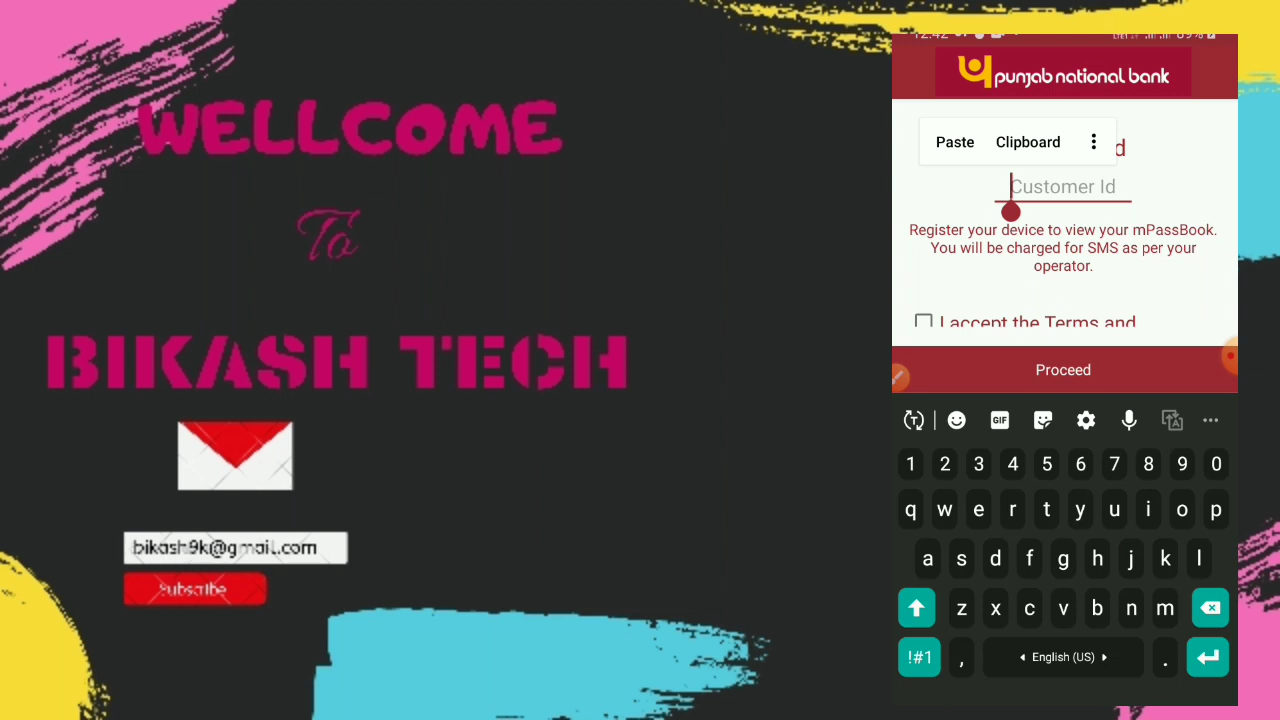 WELLCOME
To
BIKASH TECH
bikash9k@gmail.com
Subscribe
punjab national bank
Paste Clipboard
Customer Id
Register your device to view your mPassBook.
You will be charged for SMS as per your
operator.
I accept the Terms and
Proceed
GIF
1 2 3 4 5 6 7 8 9 0
q w e r t y u i o p
a s d f g h j k l
z x c v b n m
!#1 , English (US) .